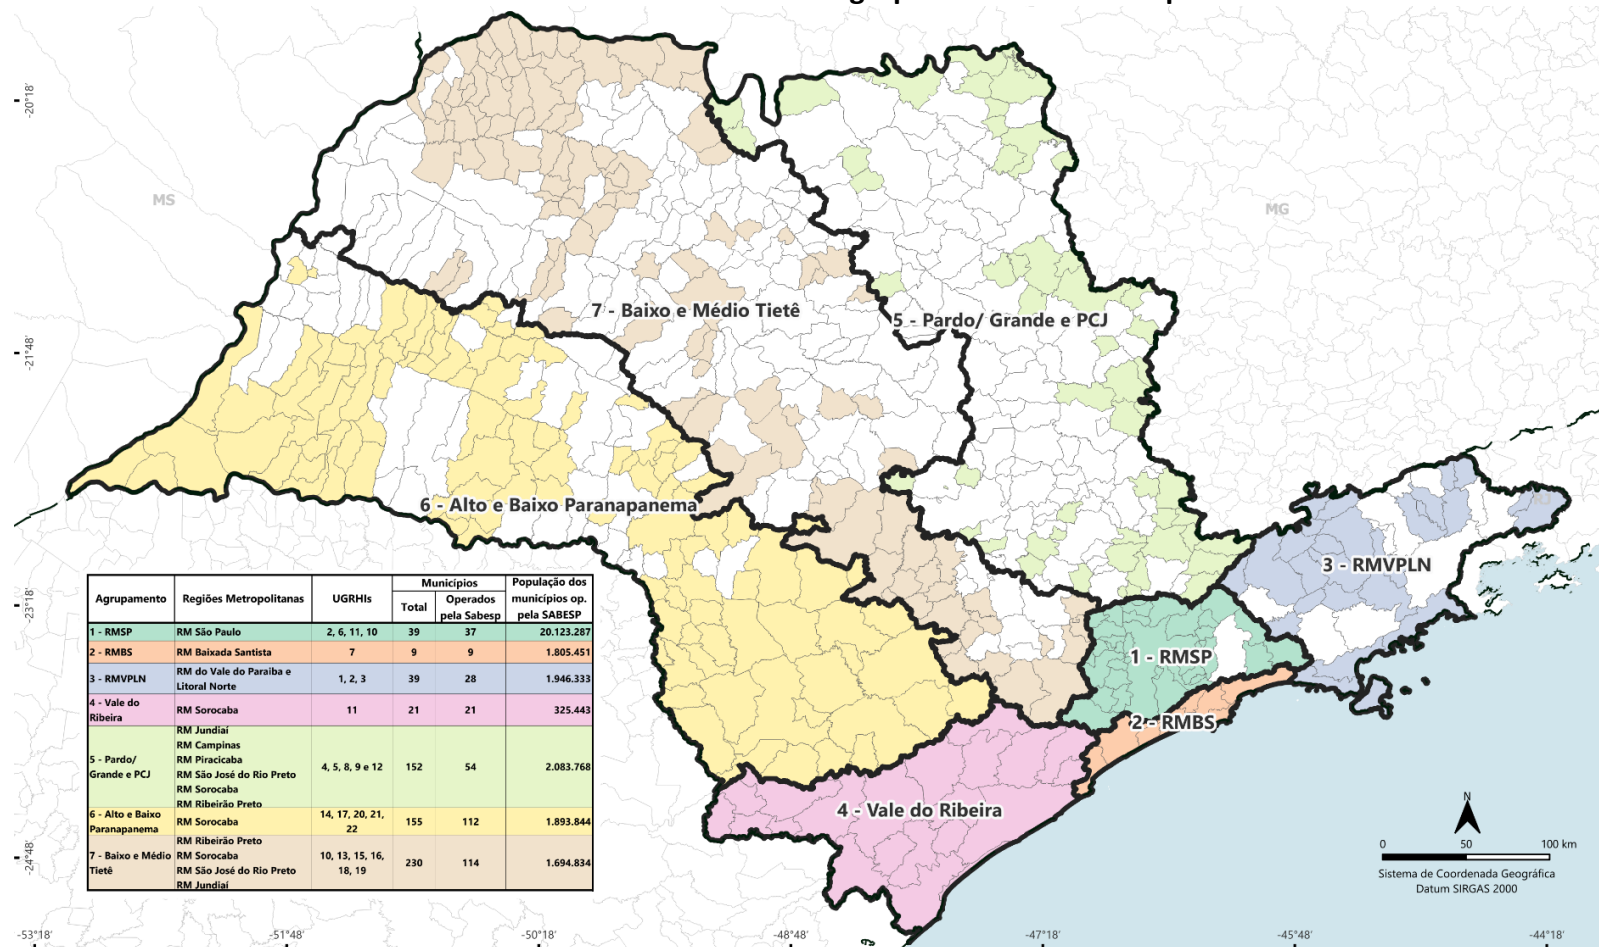 -20°18'
-21°48'
-23°18'
-24°48'
MS
MG
7 - Baixo e Médio Tietê
5 - Pardo/ Grande e PCJ
6 - Alto e Baixo Paranapanema
3 - RMVPLN
1 - RMSP
2 - RMBS
4 - Vale do Ribeira
Agrupamento Regiões Metropolitanas UGRHIs Municípios População dos municípios op. pela SABESP
Total Operados pela Sabesp
1 - RMSP RM São Paulo 2, 6, 11, 10 39 37 20.123.287
2 - RMBS RM Baixada Santista 7 9 9 1.805.451
3 - RMVPLN RM do Vale do Paraiba e Litoral Norte 1, 2, 3 39 28 1.946.333
4 - Vale do Ribeira RM Sorocaba 11 21 21 325.443
5 - Pardo/ Grande e PCJ RM Jundiaí
RM Campinas
RM Piracicaba
RM São José do Rio Preto
RM Sorocaba
RM Ribeirão Preto 4, 5, 8, 9 e 12 152 54 2.083.768
6 - Alto e Baixo Paranapanema RM Sorocaba 14, 17, 20, 21, 22 155 112 1.893.844
7 - Baixo e Médio Tietê RM Ribeirão Preto
RM Sorocaba
RM São José do Rio Preto
RM Jundiaí 10, 13, 15, 16, 18, 19 230 114 1.694.834
N
0 50 100 km
Sistema de Coordenada Geográfica
Datum SIRGAS 2000
-53°18' -51°48' -50°18' -48°48' -47°18' -45°48' -44°18'